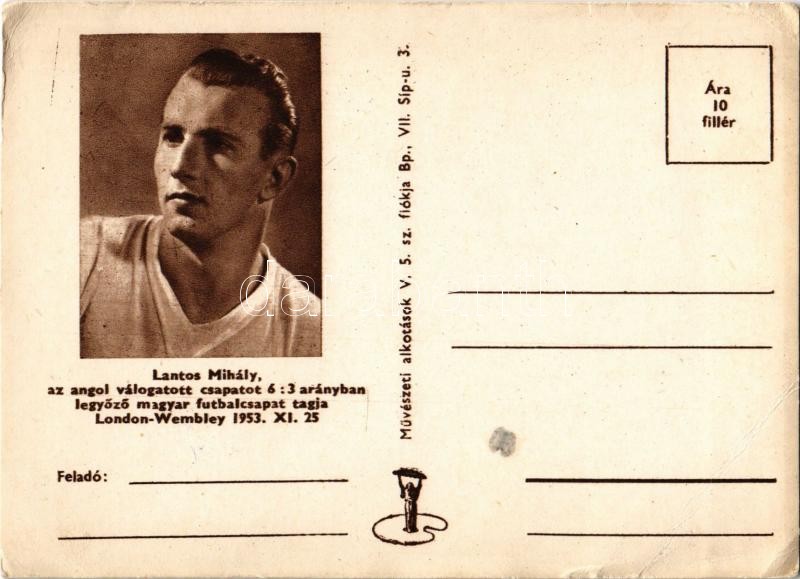 Lantos Mihály,
az angol válogatott csapatot 6 : 3 arányban
legyőző magyar futbalcsapat tagja
London-Wembley 1953. XI. 25
Feladó:
Művészeti alkotások V. 5. sz. fiókja Bp., VII. Síp-u. 3.
Ára
10
fillér